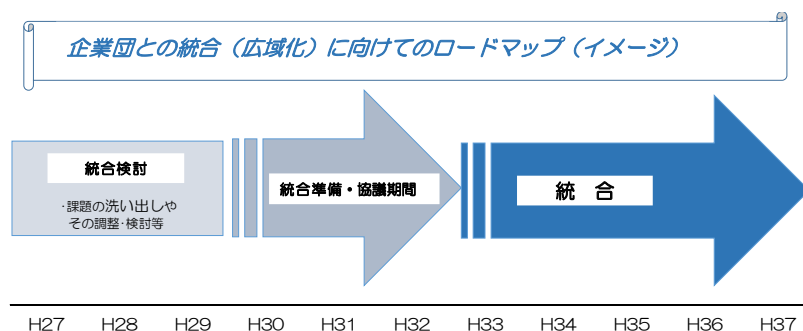 企業団との統合（広域化）に向けてのロードマップ（イメージ）
統合検討
・課題の洗い出しや
その調整・検討等
統合準備・協議期間
統　合
H27 H28 H29 H30 H31 H32 H33 H34 H35 H36 H37